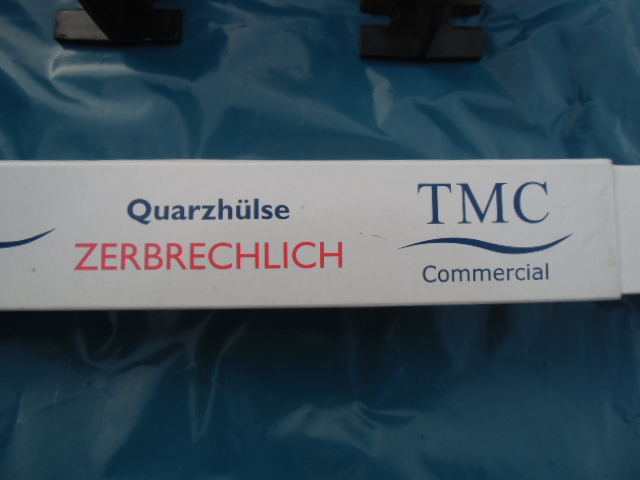 Quarzhülse
ZERBRECHLICH
TMC
Commercial